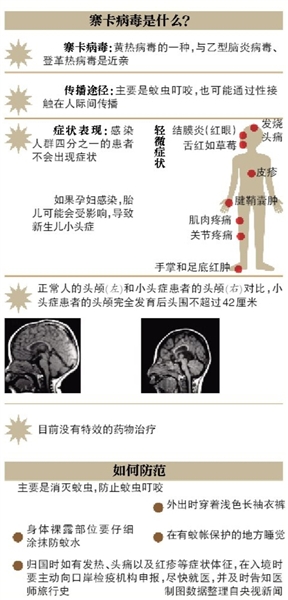 寨卡病毒是什么?
寨卡病毒:黄热病毒的一种,与乙型脑炎病毒、
登革热病毒是近亲
传播途径:主要是蚊虫叮咬,也可能通过性接
触在人际间传播
症状表现:感染
人群四分之一的患者
不会出现症状
如果孕妇感染,胎
儿可能会受影响,导致
新生儿小头症
轻微症状
发烧
头痛
结膜炎(红眼)
舌红如草莓
皮疹
腱鞘囊肿
肌肉疼痛
关节疼痛
手掌和足底红肿
正常人的头颅(左)和小头症患者的头颅(右)对比,小
头症患者的头颅完全发育后头围不超过42厘米
目前没有特效的药物治疗
如何防范
主要是消灭蚊虫,防止蚊虫叮咬
外出时穿着浅色长袖衣裤
身体裸露部位要仔细
涂抹防蚊水
在有蚊帐保护的地方睡觉
归国时如有发热、头痛以及红疹等症状体征,在入境时
要主动向口岸检疫机构申报,尽快就医,并及时告知医
师旅行史
制图数据整理自央视新闻